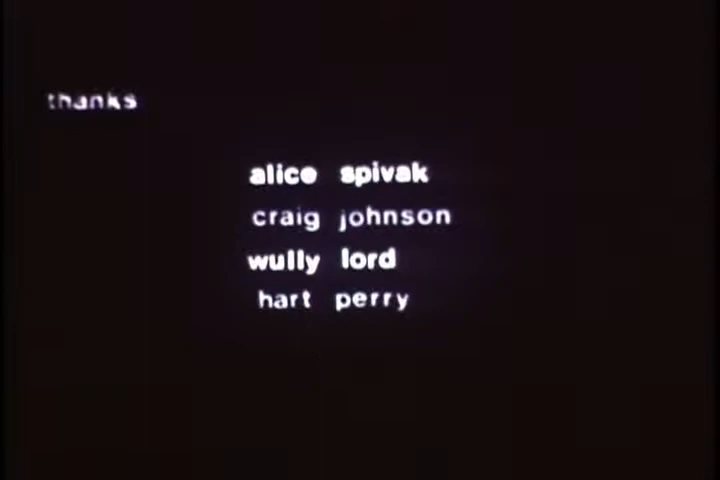 thanks
alice spivak
craig johnson
wully lord
hart perry